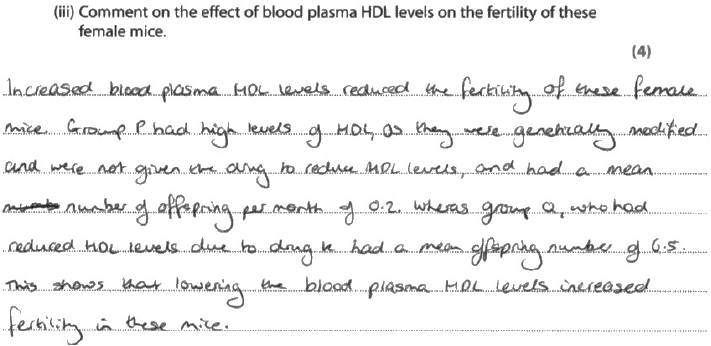 (iii) Comment on the effect of blood plasma HDL levels on the fertility of these
female mice.
(4)
Increased blood plasma HDL levels reduced the fertility of these female
mice. Group P had high levels of HDL, as they were genetically modified
and were not given the drug to reduce HDL levels, and had a mean
number of offspring per month of 0.2. wheras group Q, who had
reduced HDL levels due to drug k had a mean offspring number of 6.5.
This shows that lowering the blood plasma HDL levels increased
fertility in these mice.